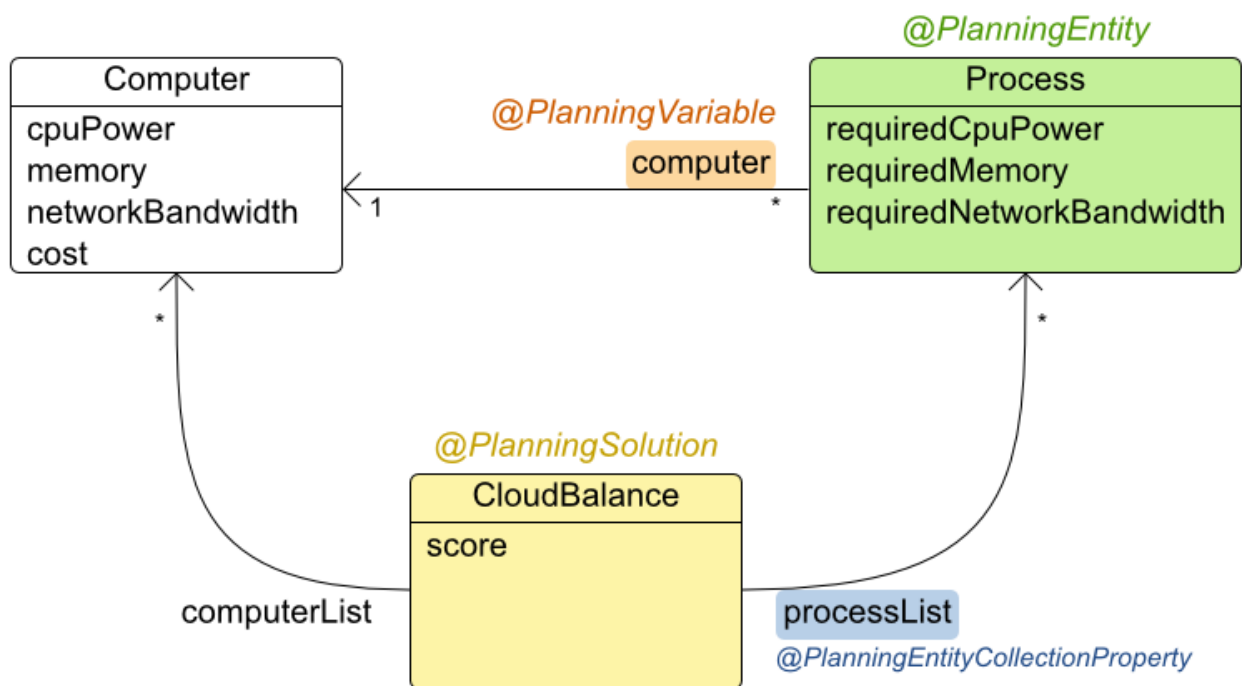 @PlanningEntity
Computer
cpuPower
memory
networkBandwidth
cost
@PlanningVariable
computer
1
*
Process
requiredCpuPower
requiredMemory
requiredNetworkBandwidth
*
*
@PlanningSolution
CloudBalance
score
computerList
processList
@PlanningEntityCollectionProperty